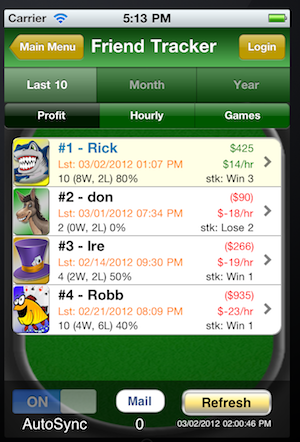 Carrier 5:13 PM
Main Menu Friend Tracker Login
Last 10 Month Year
Profit Hourly Games
#1 - Rick $425
Lst: 03/02/2012 01:07 PM $14/hr
10 (8W, 2L) 80% stk: Win 3
#2 - don ($90)
Lst: 03/01/2012 07:34 PM $-18/hr
2 (0W, 2L) 0% stk: Lose 2
#3 - Ire ($266)
Lst: 02/14/2012 09:30 PM $-19/hr
4 (2W, 2L) 50% stk: Win 1
#4 - Robb ($935)
Lst: 02/21/2012 08:09 PM $-23/hr
10 (4W, 6L) 40% stk: Win 1
ON Mail Refresh
AutoSync 0 03/02/2012 02:00:46 PM